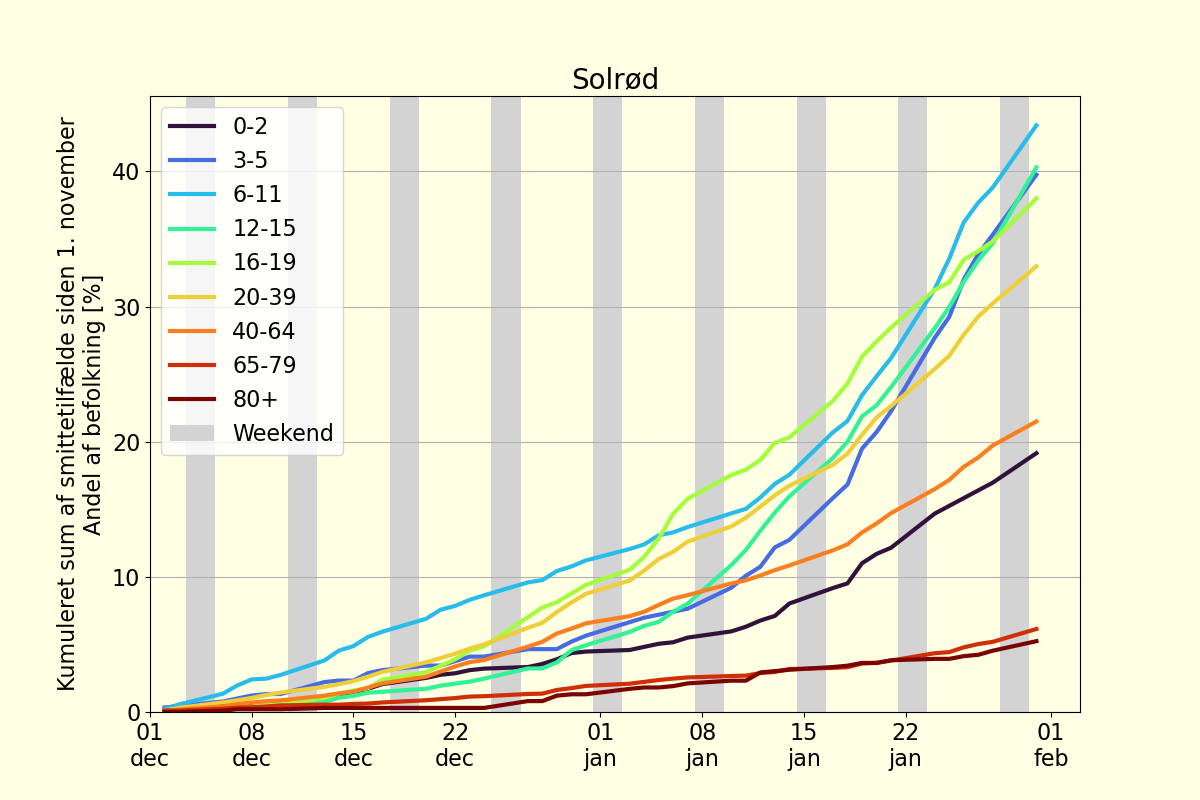 Solrød
Kumuleret sum af smittetilfælde siden 1. november
Andel af befolkning [%]
40
30
20
10
0
0-2
3-5
6-11
12-15
16-19
20-39
40-64
65-79
80+
Weekend
01 08 15 22 01 08 15 22 01
dec dec dec dec jan jan jan jan feb